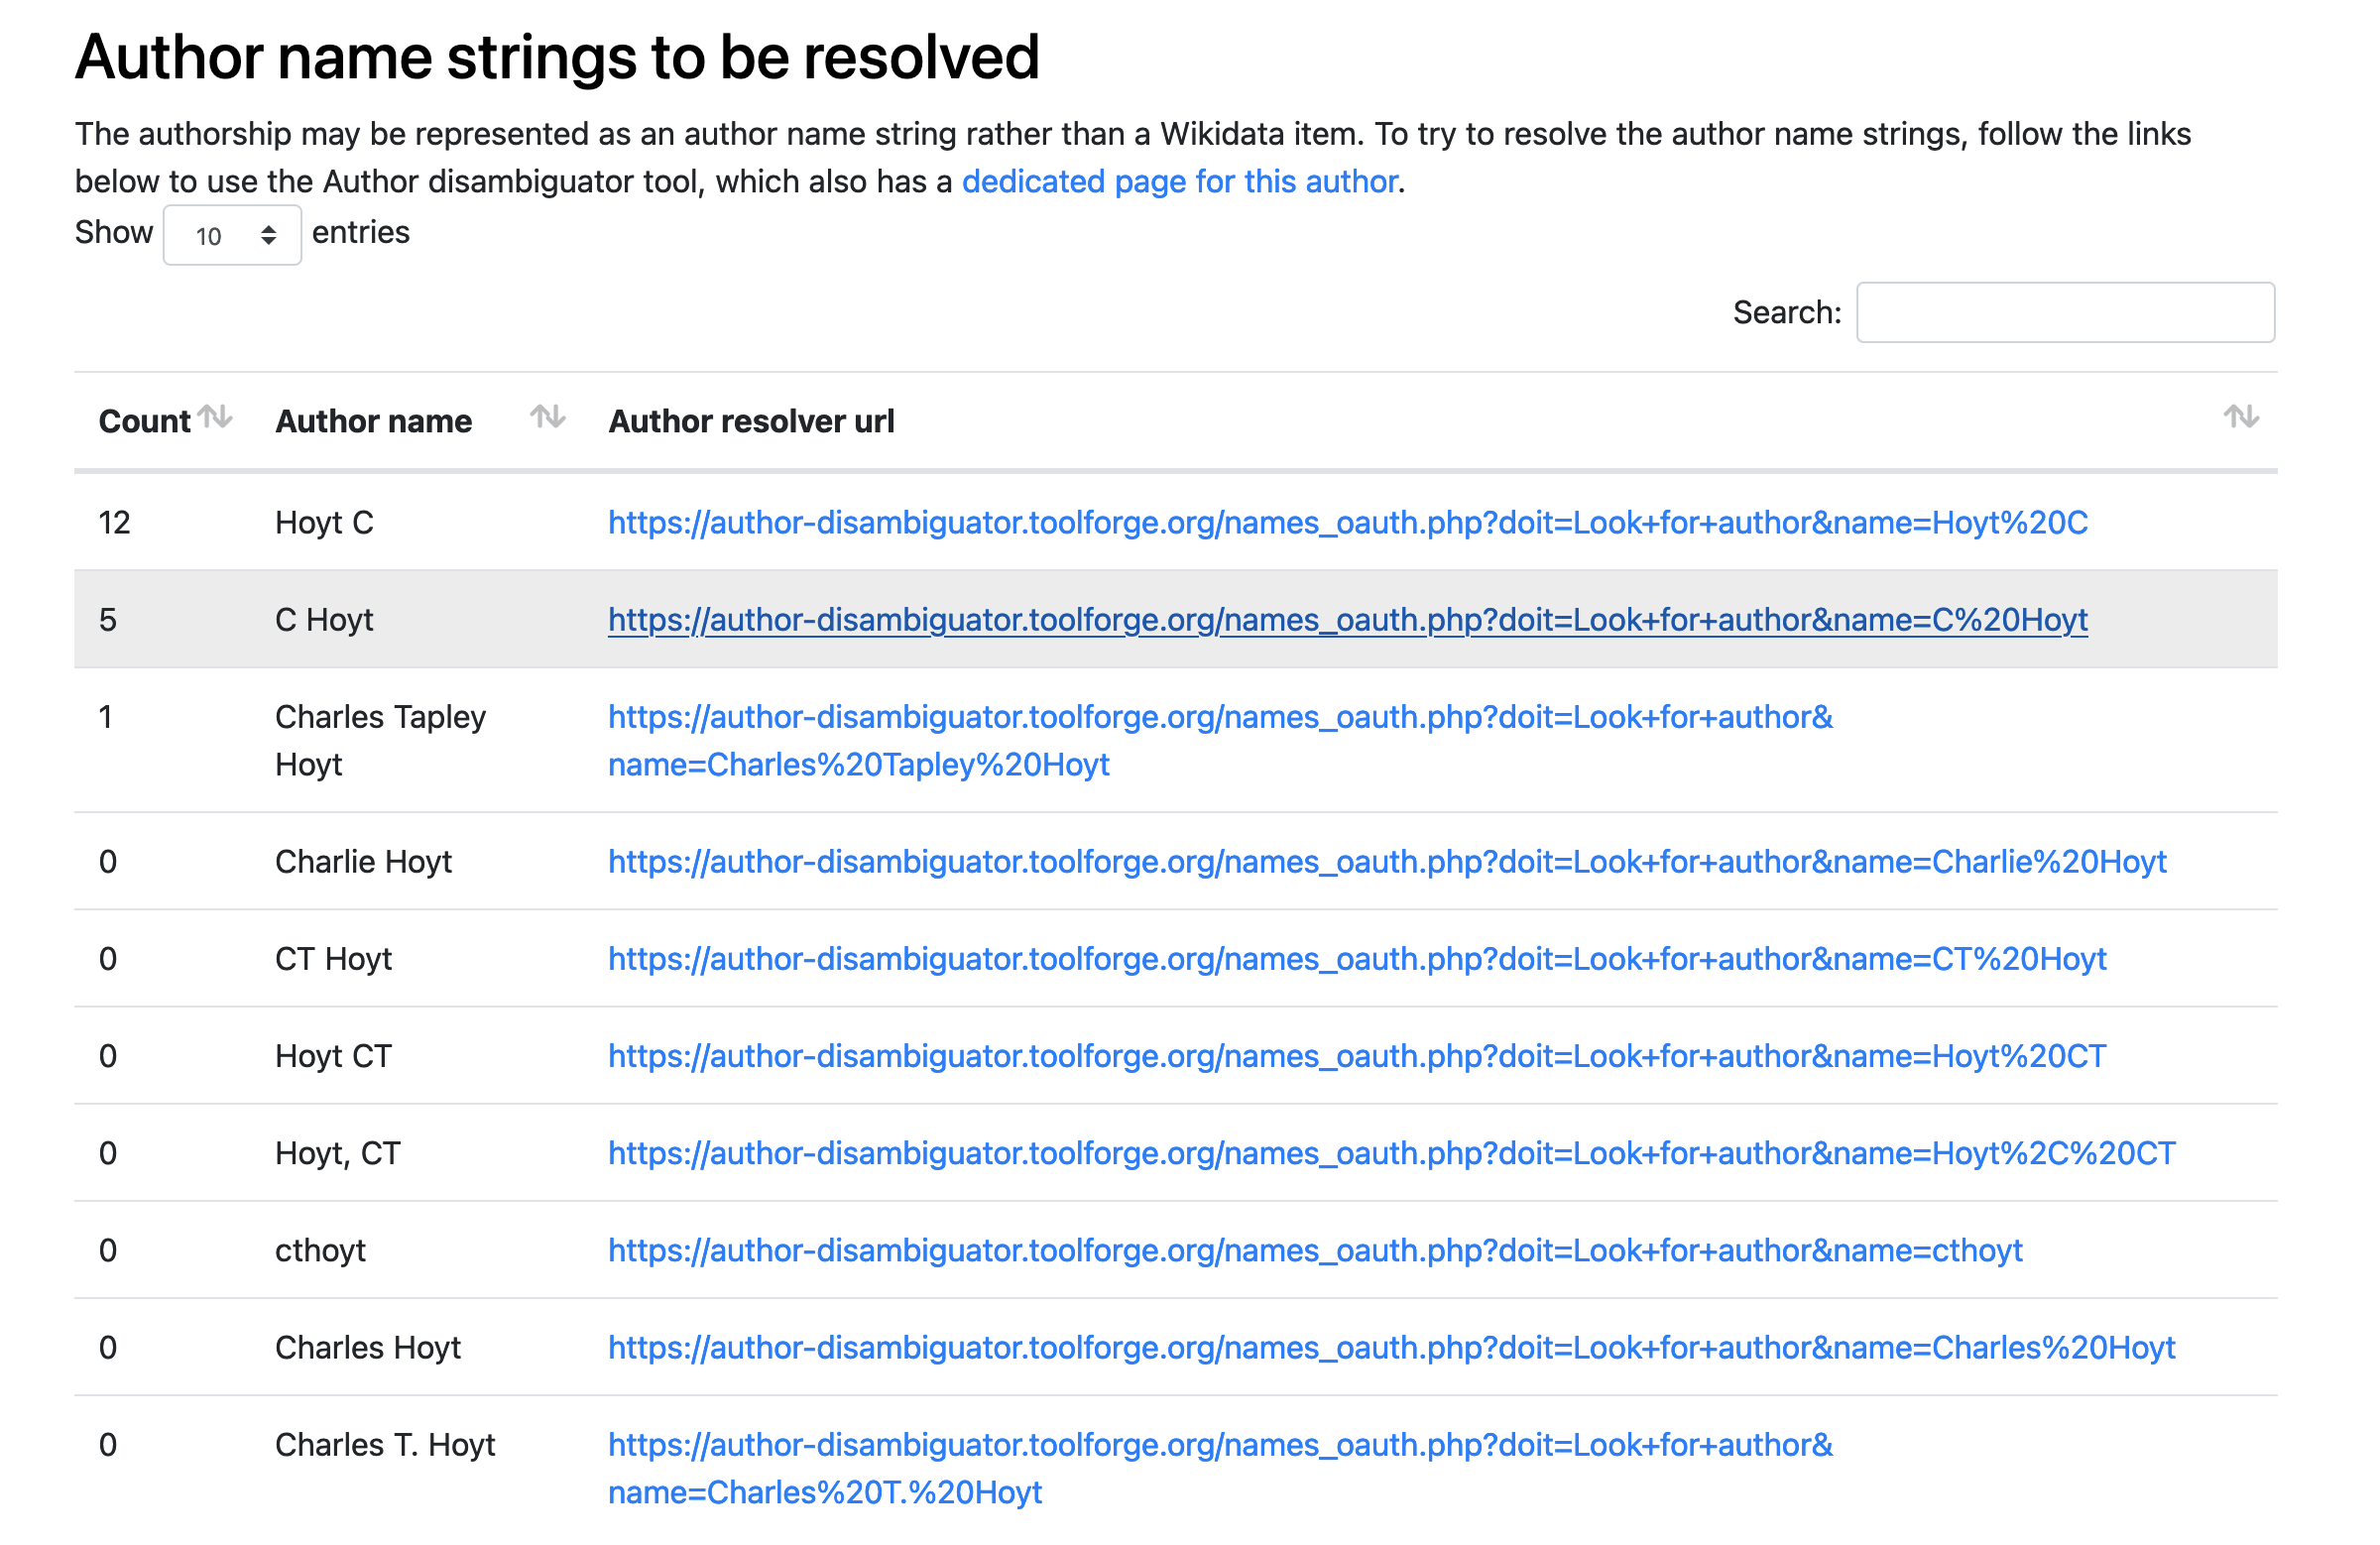 Author name strings to be resolved
The authorship may be represented as an author name string rather than a Wikidata item. To try to resolve the author name strings, follow the links
below to use the Author disambiguator tool, which also has a dedicated page for this author.
Show 10 entries
Search:
Count Author name Author resolver url
12 Hoyt C https://author-disambiguator.toolforge.org/names_oauth.php?doit=Look+for+author&name=Hoyt%20C
5 C Hoyt https://author-disambiguator.toolforge.org/names_oauth.php?doit=Look+for+author&name=C%20Hoyt
1 Charles Tapley https://author-disambiguator.toolforge.org/names_oauth.php?doit=Look+for+author&
Hoyt name=Charles%20Tapley%20Hoyt
0 Charlie Hoyt https://author-disambiguator.toolforge.org/names_oauth.php?doit=Look+for+author&name=Charlie%20Hoyt
0 CT Hoyt https://author-disambiguator.toolforge.org/names_oauth.php?doit=Look+for+author&name=CT%20Hoyt
0 Hoyt CT https://author-disambiguator.toolforge.org/names_oauth.php?doit=Look+for+author&name=Hoyt%20CT
0 Hoyt, CT https://author-disambiguator.toolforge.org/names_oauth.php?doit=Look+for+author&name=Hoyt%2C%20CT
0 cthoyt https://author-disambiguator.toolforge.org/names_oauth.php?doit=Look+for+author&name=cthoyt
0 Charles Hoyt https://author-disambiguator.toolforge.org/names_oauth.php?doit=Look+for+author&name=Charles%20Hoyt
0 Charles T. Hoyt https://author-disambiguator.toolforge.org/names_oauth.php?doit=Look+for+author&
name=Charles%20T.%20Hoyt